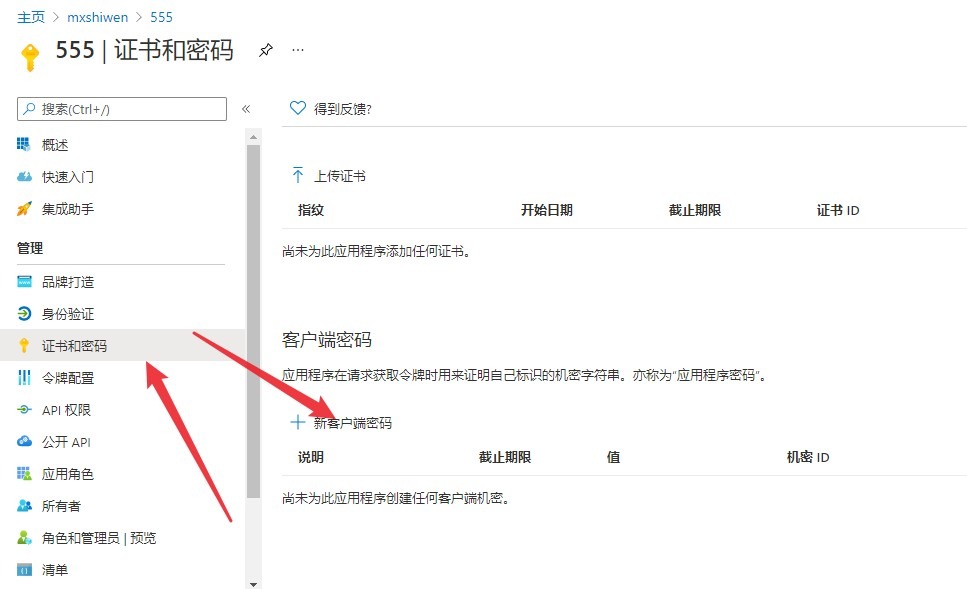 主页 > mxshiwen > 555
555 | 证书和密码 ···
搜索(Ctrl+/) «
概述
快速入门
集成助手
管理
品牌打造
身份验证
证书和密码
令牌配置
API 权限
公开 API
应用角色
所有者
角色和管理员 | 预览
清单
得到反馈?
上传证书
指纹 开始日期 截止期限 证书 ID
尚未为此应用程序添加任何证书。
客户端密码
应用程序在请求获取令牌时用来证明自己标识的机密字符串。亦称为“应用程序密码”。
新客户端密码
说明 截止期限 值 机密 ID
尚未为此应用程序创建任何客户端机密。